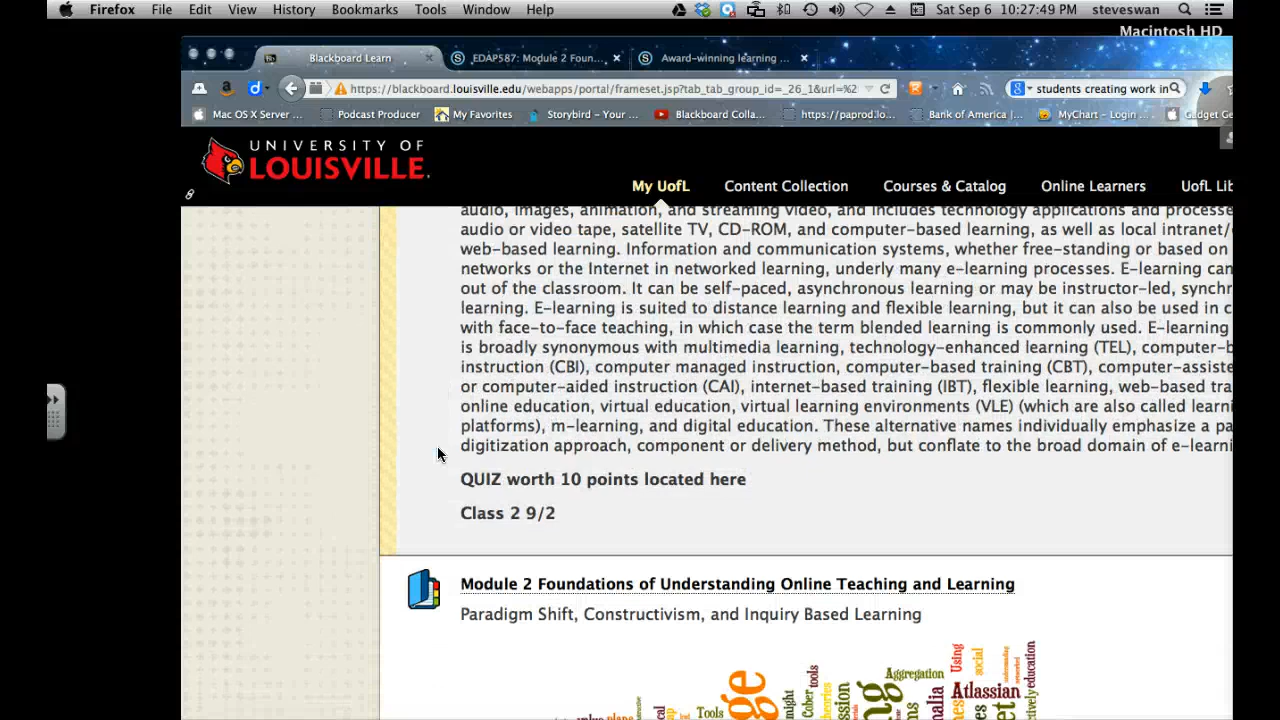 Firefox File Edit View History Bookmarks Tools Window Help Sat Sep 6 10:27:49 PM steveswan
Macintosh HD
Blackboard Learn EDAP587: Module 2 Foun... Award-winning learning ...
https://blackboard.louisville.edu/webapps/portal/frameset.jsp?tab_tab_group_id=_26_1&url=%2 students creating work in
Mac OS X Server ... Podcast Producer My Favorites Storybird - Your ... Blackboard Colla... https://paprod.lo... Bank of America |... MyChart - Login ... Gadget Ge
UNIVERSITY OF
LOUISVILLE.
My UofL Content Collection Courses & Catalog Online Learners UofL Lib
audio, images, animation, and streaming video, and includes technology applications and processe
audio or video tape, satellite TV, CD-ROM, and computer-based learning, as well as local intranet/
web-based learning. Information and communication systems, whether free-standing or based on
networks or the Internet in networked learning, underly many e-learning processes. E-learning can
out of the classroom. It can be self-paced, asynchronous learning or may be instructor-led, synchr
learning. E-learning is suited to distance learning and flexible learning, but it can also be used in c
with face-to-face teaching, in which case the term blended learning is commonly used. E-learning
is broadly synonymous with multimedia learning, technology-enhanced learning (TEL), computer-b
instruction (CBI), computer managed instruction, computer-based training (CBT), computer-assiste
or computer-aided instruction (CAI), internet-based training (IBT), flexible learning, web-based tra
online education, virtual education, virtual learning environments (VLE) (which are also called learni
platforms), m-learning, and digital education. These alternative names individually emphasize a pa
digitization approach, component or delivery method, but conflate to the broad domain of e-learni
QUIZ worth 10 points located here
Class 2 9/2
Module 2 Foundations of Understanding Online Teaching and Learning
Paradigm Shift, Constructivism, and Inquiry Based Learning
Using
social
education
Aggregation
tools
Cober
Atlassian
might
Tools